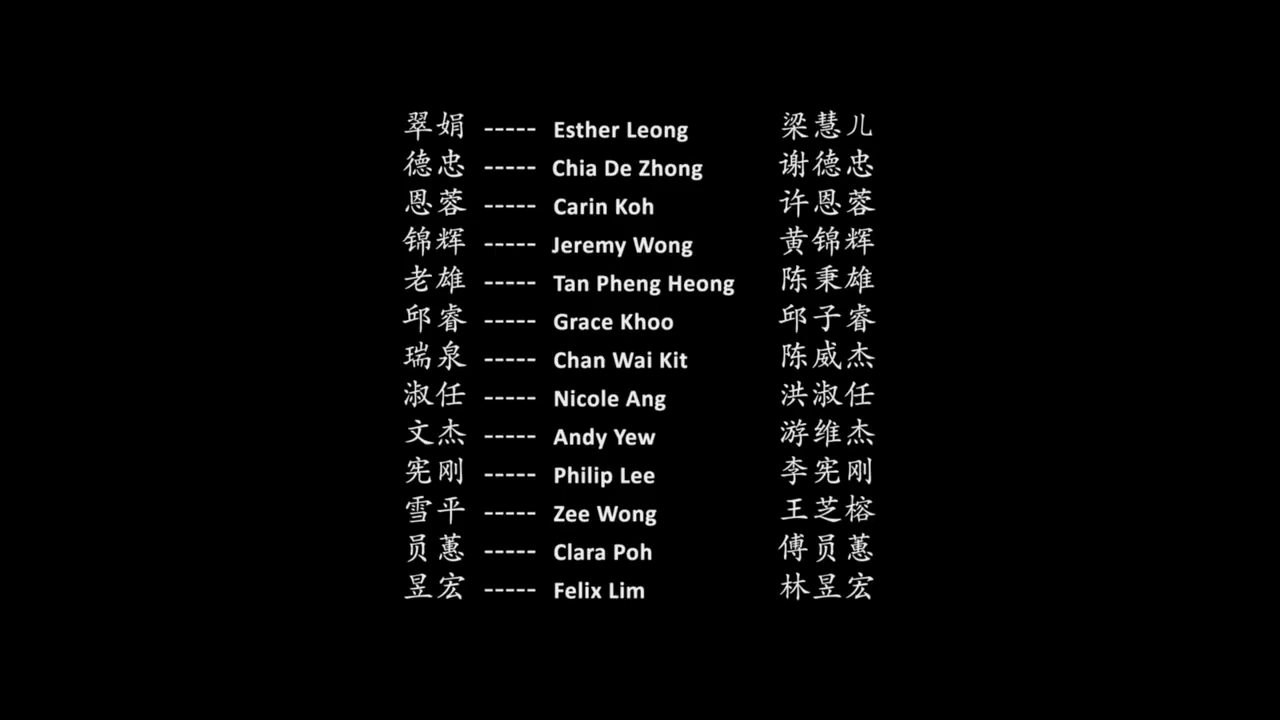 翠娟 ----- Esther Leong 梁慧儿
德忠 ----- Chia De Zhong 谢德忠
恩蓉 ----- Carin Koh 许恩蓉
锦辉 ----- Jeremy Wong 黄锦辉
老雄 ----- Tan Pheng Heong 陈秉雄
邱睿 ----- Grace Khoo 邱子睿
瑞泉 ----- Chan Wai Kit 陈威杰
淑任 ----- Nicole Ang 洪淑任
文杰 ----- Andy Yew 游维杰
宪刚 ----- Philip Lee 李宪刚
雪平 ----- Zee Wong 王芝榕
员蕙 ----- Clara Poh 傅员蕙
昱宏 ----- Felix Lim 林昱宏